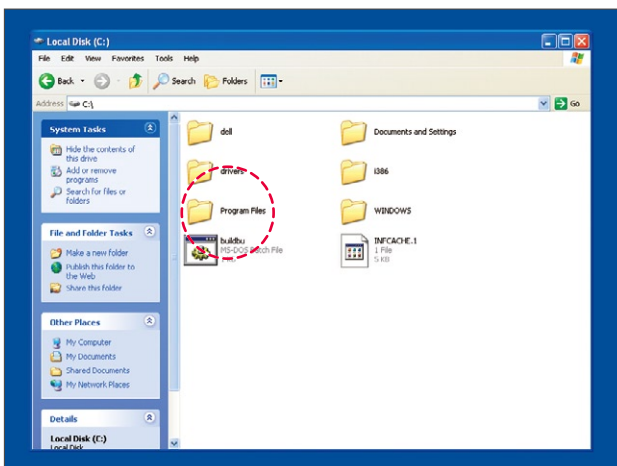 Local Disk (C:)
File Edit View Favorites Tools Help
Back Search Folders
Address C:\ Go
System Tasks
Hide the contents of
this drive
Add or remove
programs
Search for files or
folders
File and Folder Tasks
Make a new folder
Publish this folder to
the Web
Share this folder
Other Places
My Computer
My Documents
Shared Documents
My Network Places
Details
Local Disk (C:)
Local Disk
dell
Documents and Settings
drivers
i386
Program Files
WINDOWS
buildbu
MS-DOS Batch File
KB
INFCACHE.1
1 File
5 KB